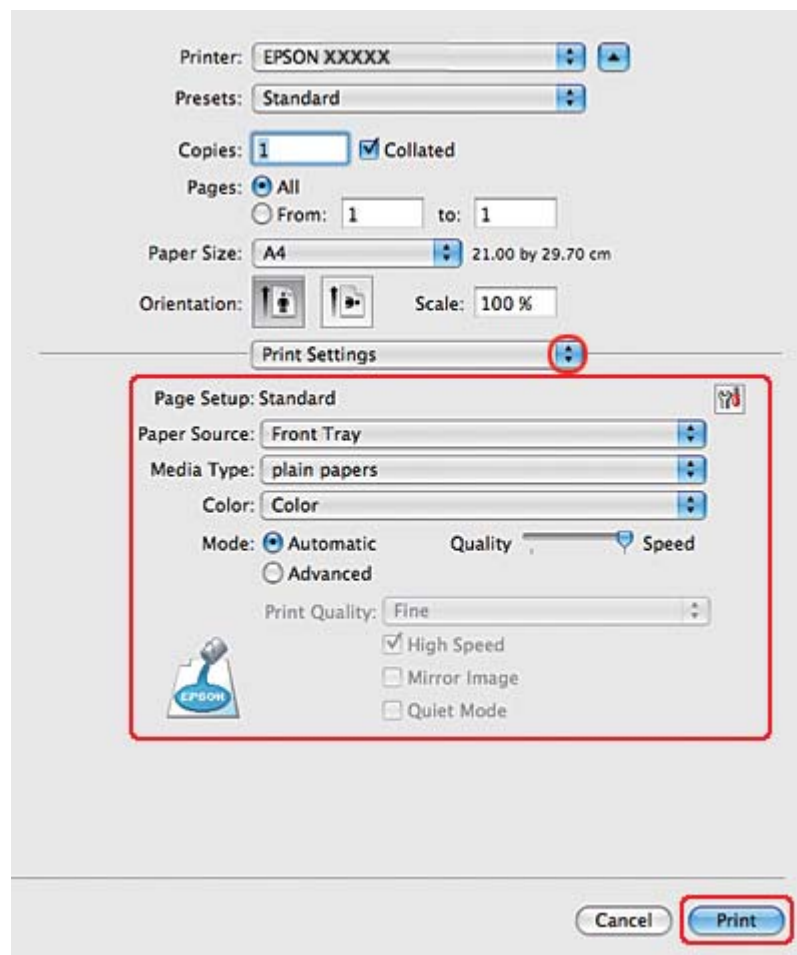 Printer: EPSON XXXXX
Presets: Standard
Copies: 1 Collated
Pages: All
From: 1 to: 1
Paper Size: A4 21.00 by 29.70 cm
Orientation: Scale: 100 %
Print Settings
Page Setup: Standard
Paper Source: Front Tray
Media Type: plain papers
Color: Color
Mode: Automatic Quality Speed
Advanced
Print Quality: Fine
High Speed
Mirror Image
EPSON Quiet Mode
Cancel Print